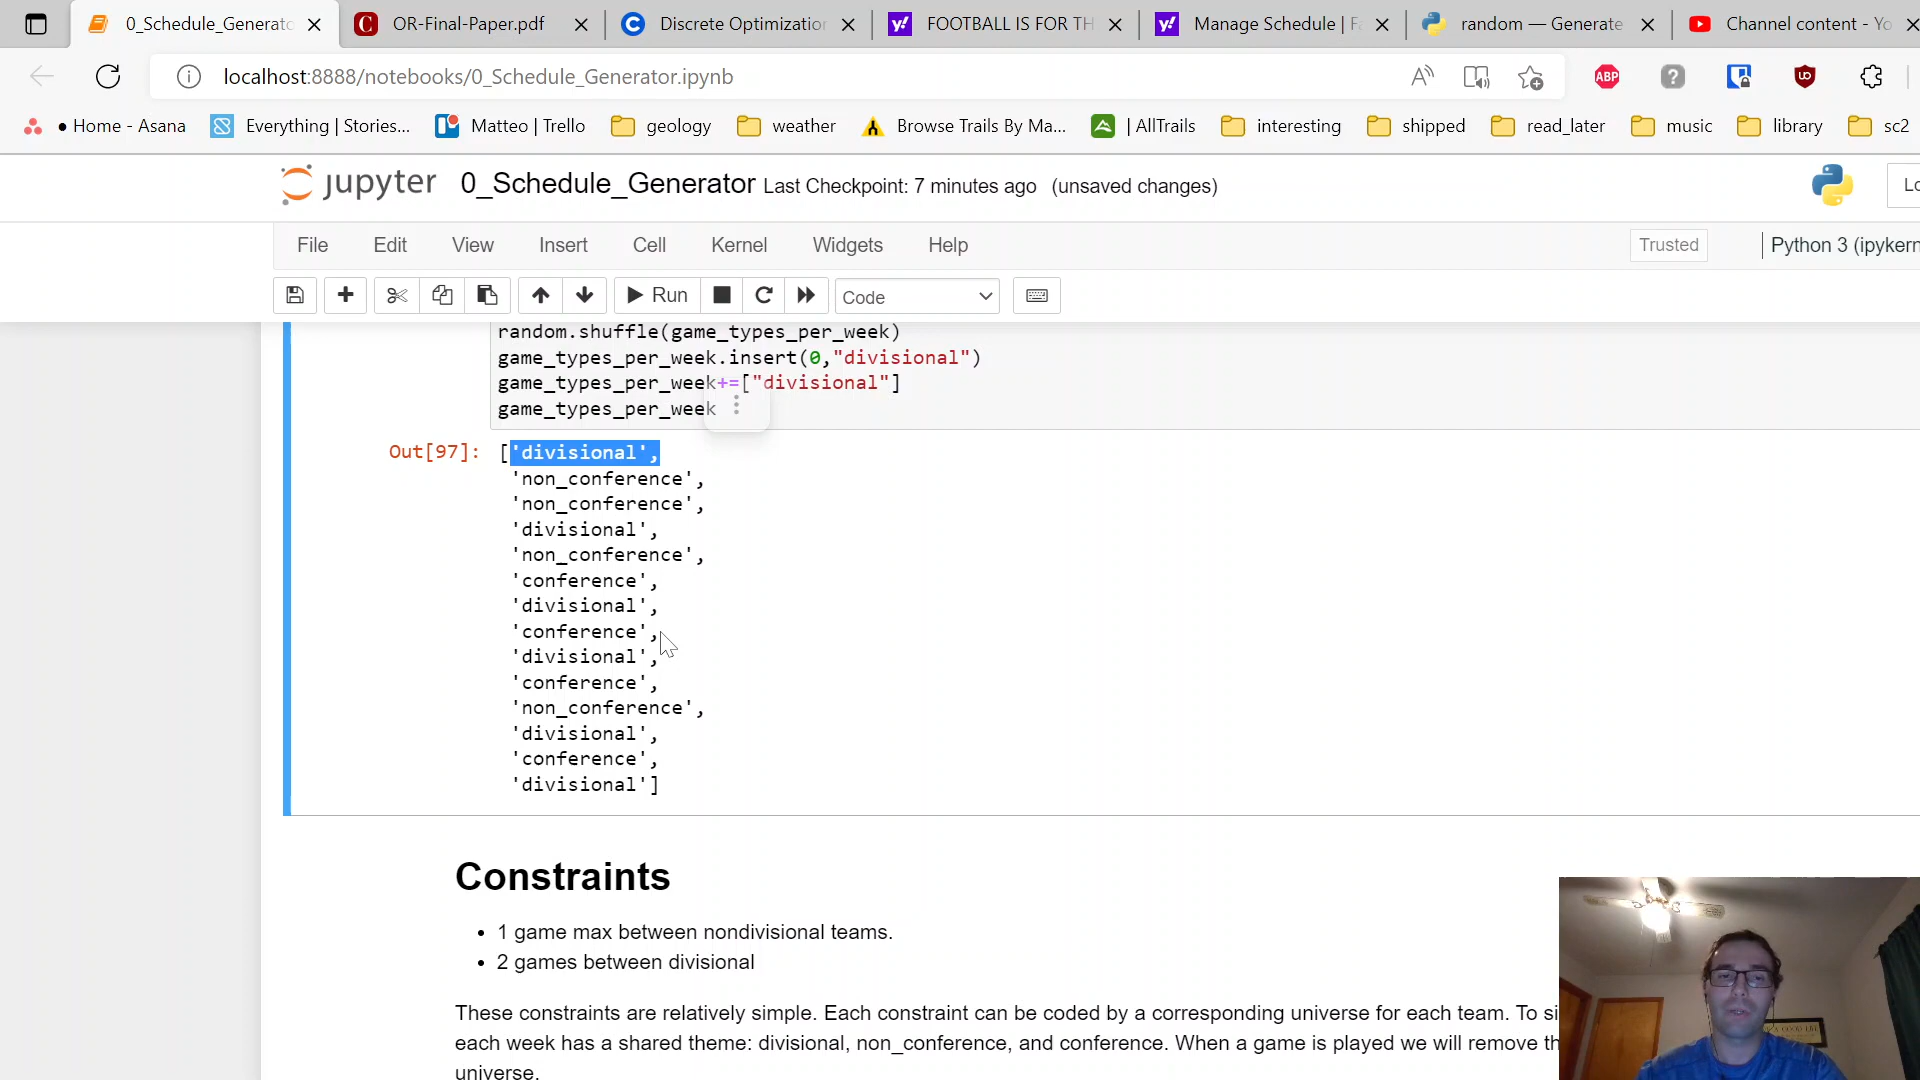 0_Schedule_Generato
OR-Final-Paper.pdf
Discrete Optimization
FOOTBALL IS FOR TH
Manage Schedule | Fa
random — Generate
Channel content - Yo
localhost:8888/notebooks/0_Schedule_Generator.ipynb
ABP
• Home - Asana
Everything | Stories...
Matteo | Trello
geology
weather
Browse Trails By Ma...
| AllTrails
interesting
shipped
read_later
music
library
sc2
jupyter 0_Schedule_Generator Last Checkpoint: 7 minutes ago (unsaved changes)
Lo
File Edit View Insert Cell Kernel Widgets Help
Trusted
Python 3 (ipykern
Run
Code
random.shuffle(game_types_per_week)
game_types_per_week.insert(0,"divisional")
game_types_per_week+=["divisional"]
game_types_per_week
Out[97]: ['divisional',
'non_conference',
'non_conference',
'divisional',
'non_conference',
'conference',
'divisional',
'conference',
'divisional',
'conference',
'non_conference',
'divisional',
'conference',
'divisional']
Constraints
• 1 game max between nondivisional teams.
• 2 games between divisional
These constraints are relatively simple. Each constraint can be coded by a corresponding universe for each team. To si
each week has a shared theme: divisional, non_conference, and conference. When a game is played we will remove th
universe.